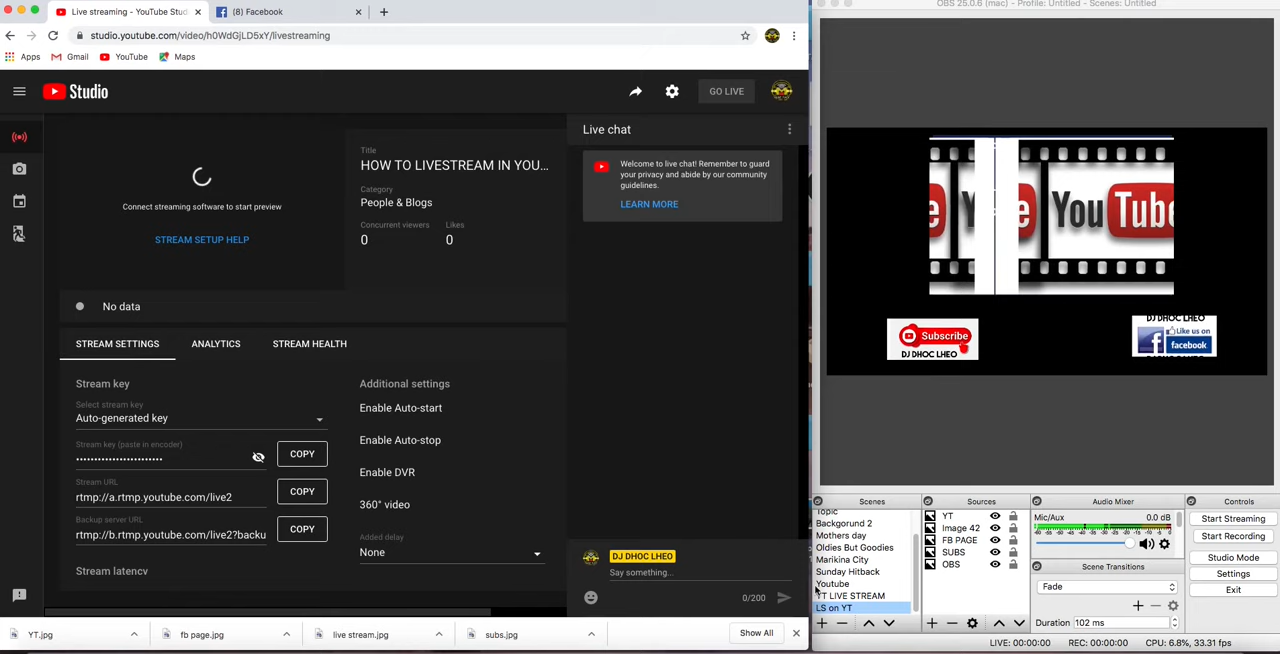 Live streaming - YouTube Stud
(8) Facebook
studio.youtube.com/video/h0WdGjLD5xY/livestreaming
Apps Gmail YouTube Maps
Studio
GO LIVE
Connect streaming software to start preview
STREAM SETUP HELP
Title
HOW TO LIVESTREAM IN YOU...
Category
People & Blogs
Concurrent viewers Likes
0 0
No data
STREAM SETTINGS ANALYTICS STREAM HEALTH
Stream key
Select stream key
Auto-generated key
Stream key (paste in encoder)
COPY
Stream URL
rtmp://a.rtmp.youtube.com/live2
COPY
Backup server URL
rtmp://b.rtmp.youtube.com/live2?backu
COPY
Stream latency
Additional settings
Enable Auto-start
Enable Auto-stop
Enable DVR
360° video
Added delay
None
Live chat
Welcome to live chat! Remember to guard
your privacy and abide by our community
guidelines.
LEARN MORE
DJ DHOC LHEO
Say something...
0/200
YT.jpg
fb page.jpg
live stream.jpg
subs.jpg
Show All
OBS 25.0.6 (mac) - Profile: Untitled - Scenes: Untitled
e You e YouTube
Subscribe
DJ DHOC LHEO
DJ DHOC LHEO
Like us on
facebook
Scenes
Topic
Backgorund 2
Mothers day
Oldies But Goodies
Marikina City
Sunday Hitback
Youtube
YT LIVE STREAM
LS on YT
Sources
YT
Image 42
FB PAGE
SUBS
OBS
Audio Mixer
Mic/Aux 0.0 dB
Scene Transitions
Fade
Duration 102 ms
Controls
Start Streaming
Start Recording
Studio Mode
Settings
Exit
LIVE: 00:00:00 REC: 00:00:00 CPU: 6.8%, 33.31 fps